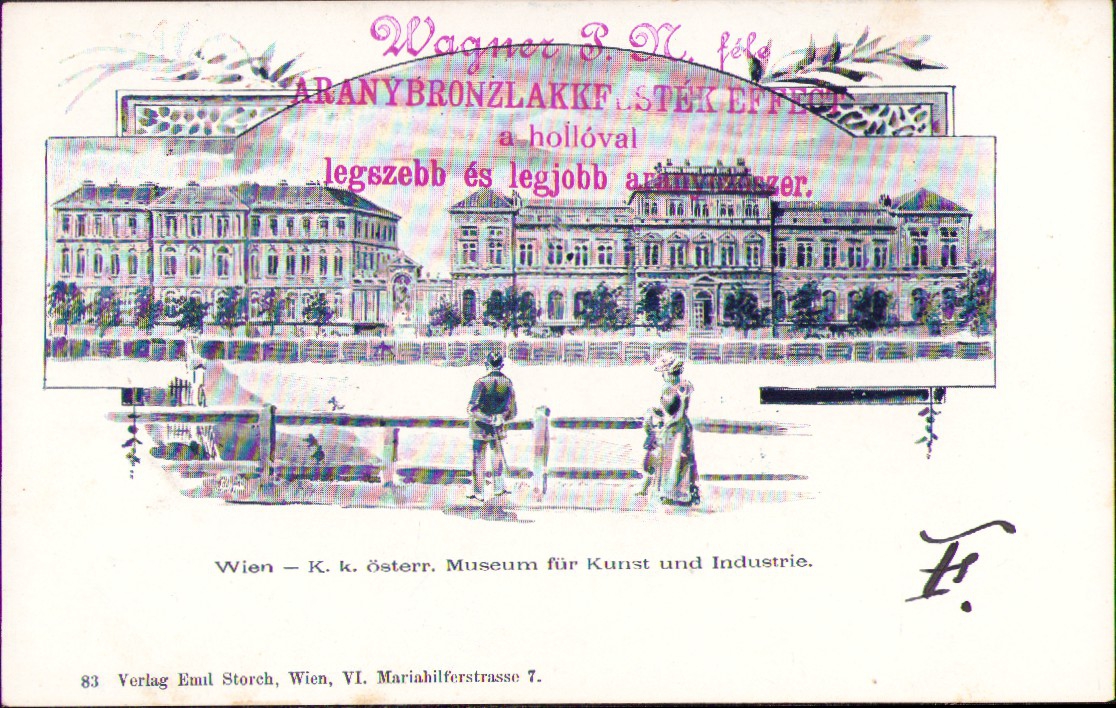 Wagner P. N. féle
ARANYBRONZLAKKFESTÉK EFFECT
a hollóval
legszebb és legjobb aranyozószer.
Wien — K. k. österr. Museum für Kunst und Industrie.
83 Verlag Emil Storch, Wien, VI. Mariahilferstrasse 7.